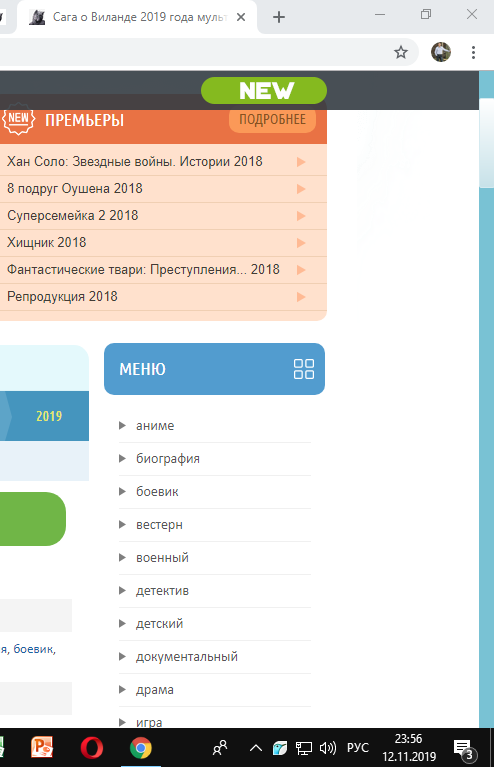 Сага о Виланде 2019 года муль
NEW
NEW ПРЕМЬЕРЫ ПОДРОБНЕЕ
Хан Соло: Звездные войны. Истории 2018
8 подруг Оушена 2018
Суперсемейка 2 2018
Хищник 2018
Фантастические твари: Преступления... 2018
Репродукция 2018
МЕНЮ
2019
аниме
биография
боевик
вестерн
военный
детектив
детский
я, боевик,
документальный
драма
игра
РУС
23:56
12.11.2019
3